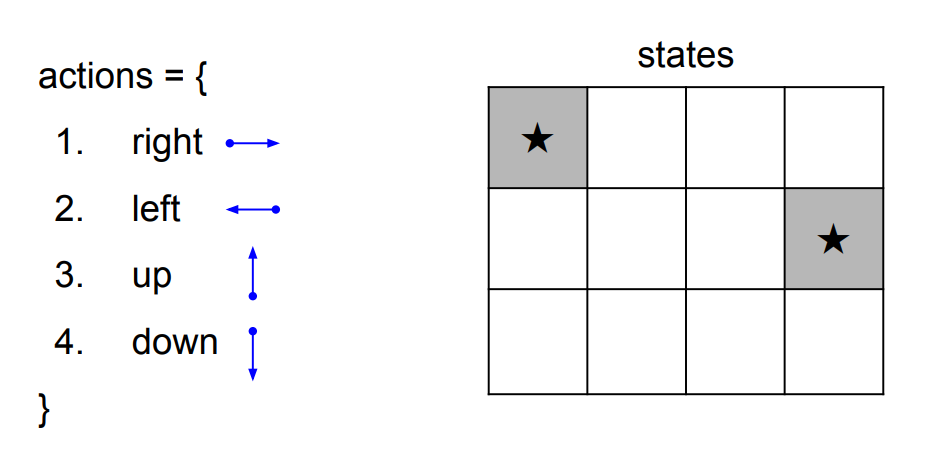 actions = {
1. right
2. left
3. up
4. down
}
states
★
★